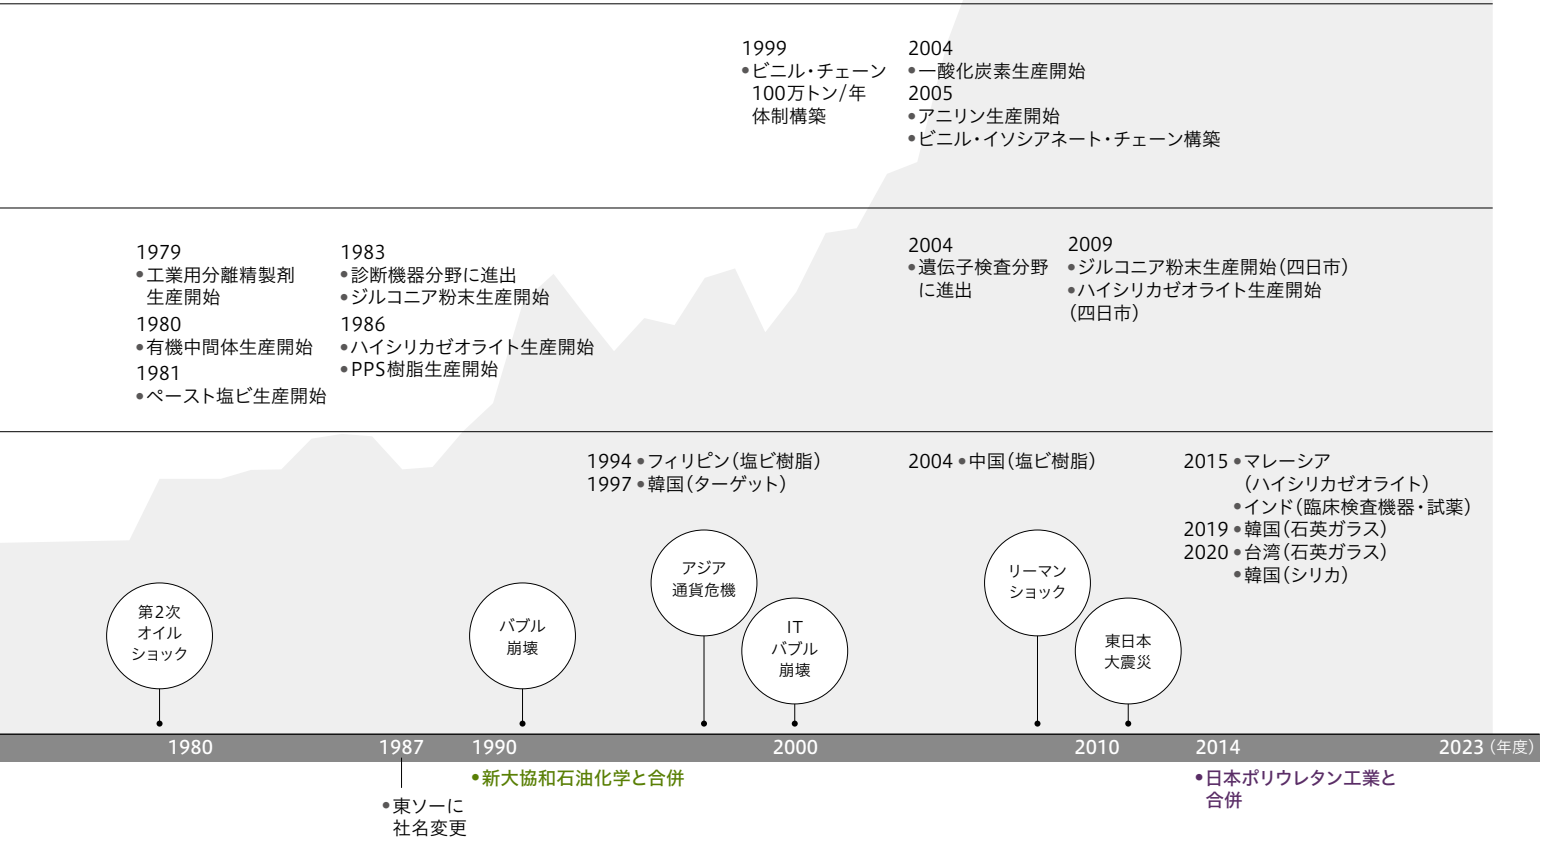 1999
•ビニル・チェーン
100万トン/年
体制構築
2004
•一酸化炭素生産開始
2005
•アニリン生産開始
•ビニル・イソシアネート・チェーン構築
1979
•工業用分離精製剤
生産開始
1980
•有機中間体生産開始
1981
•ペースト塩ビ生産開始
1983
•診断機器分野に進出
•ジルコニア粉末生産開始
1986
•ハイシリカゼオライト生産開始
•PPS樹脂生産開始
2004
•遺伝子検査分野
に進出
2009
•ジルコニア粉末生産開始(四日市)
•ハイシリカゼオライト生産開始
(四日市)
1994 •フィリピン(塩ビ樹脂)
1997 •韓国(ターゲット)
2004 •中国(塩ビ樹脂)
2015 •マレーシア
(ハイシリカゼオライト)
•インド(臨床検査機器・試薬)
2019 •韓国(石英ガラス)
2020 •台湾(石英ガラス)
•韓国(シリカ)
第2次
オイル
ショック
バブル
崩壊
アジア
通貨危機
IT
バブル
崩壊
リーマン
ショック
東日本
大震災
1980 1987 1990 2000 2010 2014 2023(年度)
•東ソーに
社名変更
•新大協和石油化学と合併
•日本ポリウレタン工業と
合併